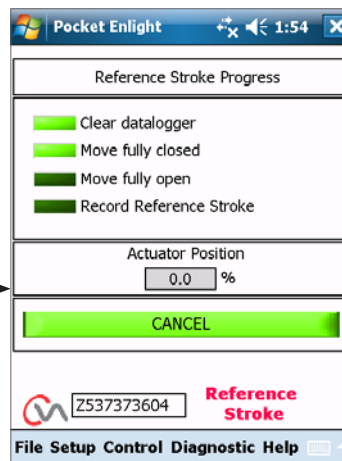 Pocket Enlight 1:54
Reference Stroke Progress
Clear datalogger
Move fully closed
Move fully open
Record Reference Stroke
Actuator Position
0.0 %
CANCEL
Z537373604
Reference
Stroke
File Setup Control Diagnostic Help